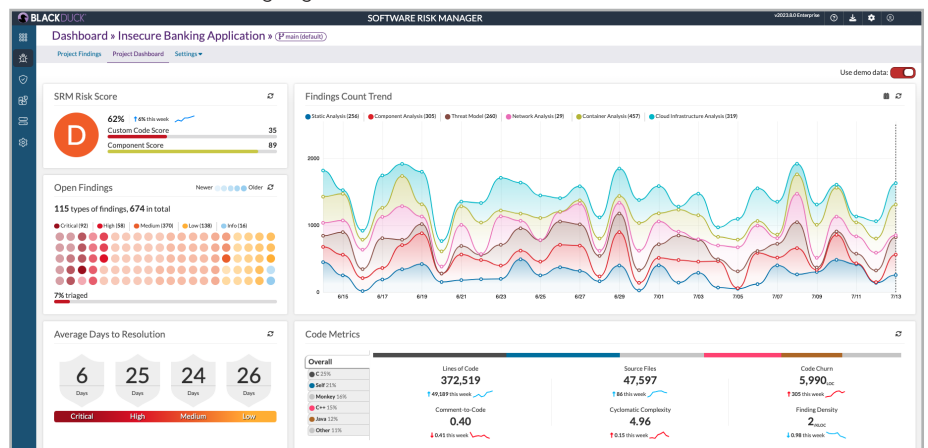 BLACKDUCK
SOFTWARE RISK MANAGER
v2023.8.0 Enterprise
Dashboard » Insecure Banking Application » main (default)
Project Findings Project Dashboard Settings
Use demo data:
SRM Risk Score
D
62% 6% this week
Custom Code Score 35
Component Score 89
Findings Count Trend
Static Analysis (256) Component Analysis (305) Threat Model (260) Network Analysis (29) Container Analysis (457) Cloud Infrastructure Analysis (319)
2000
1000
0
6/15 6/17 6/19 6/21 6/23 6/25 6/27 6/29 7/01 7/03 7/05 7/07 7/09 7/11 7/13
Open Findings Newer Older
115 types of findings, 674 in total
Critical (92) High (58) Medium (370) Low (138) Info (16)
7% triaged
Average Days to Resolution
6 25 24 26
Days Days Days Days
Critical High Medium Low
Code Metrics
Overall
C 25%
Self 21%
Monkey 16%
C++ 15%
Java 12%
Other 11%
Lines of Code Source Files Code Churn
372,519 47,597 5,990 LOC
49,189 this week 86 this week 305 this week
Comment-to-Code Cyclomatic Complexity Finding Density
0.40 4.96 2 /KLOC
0.41 this week 0.15 this week 0.98 this week